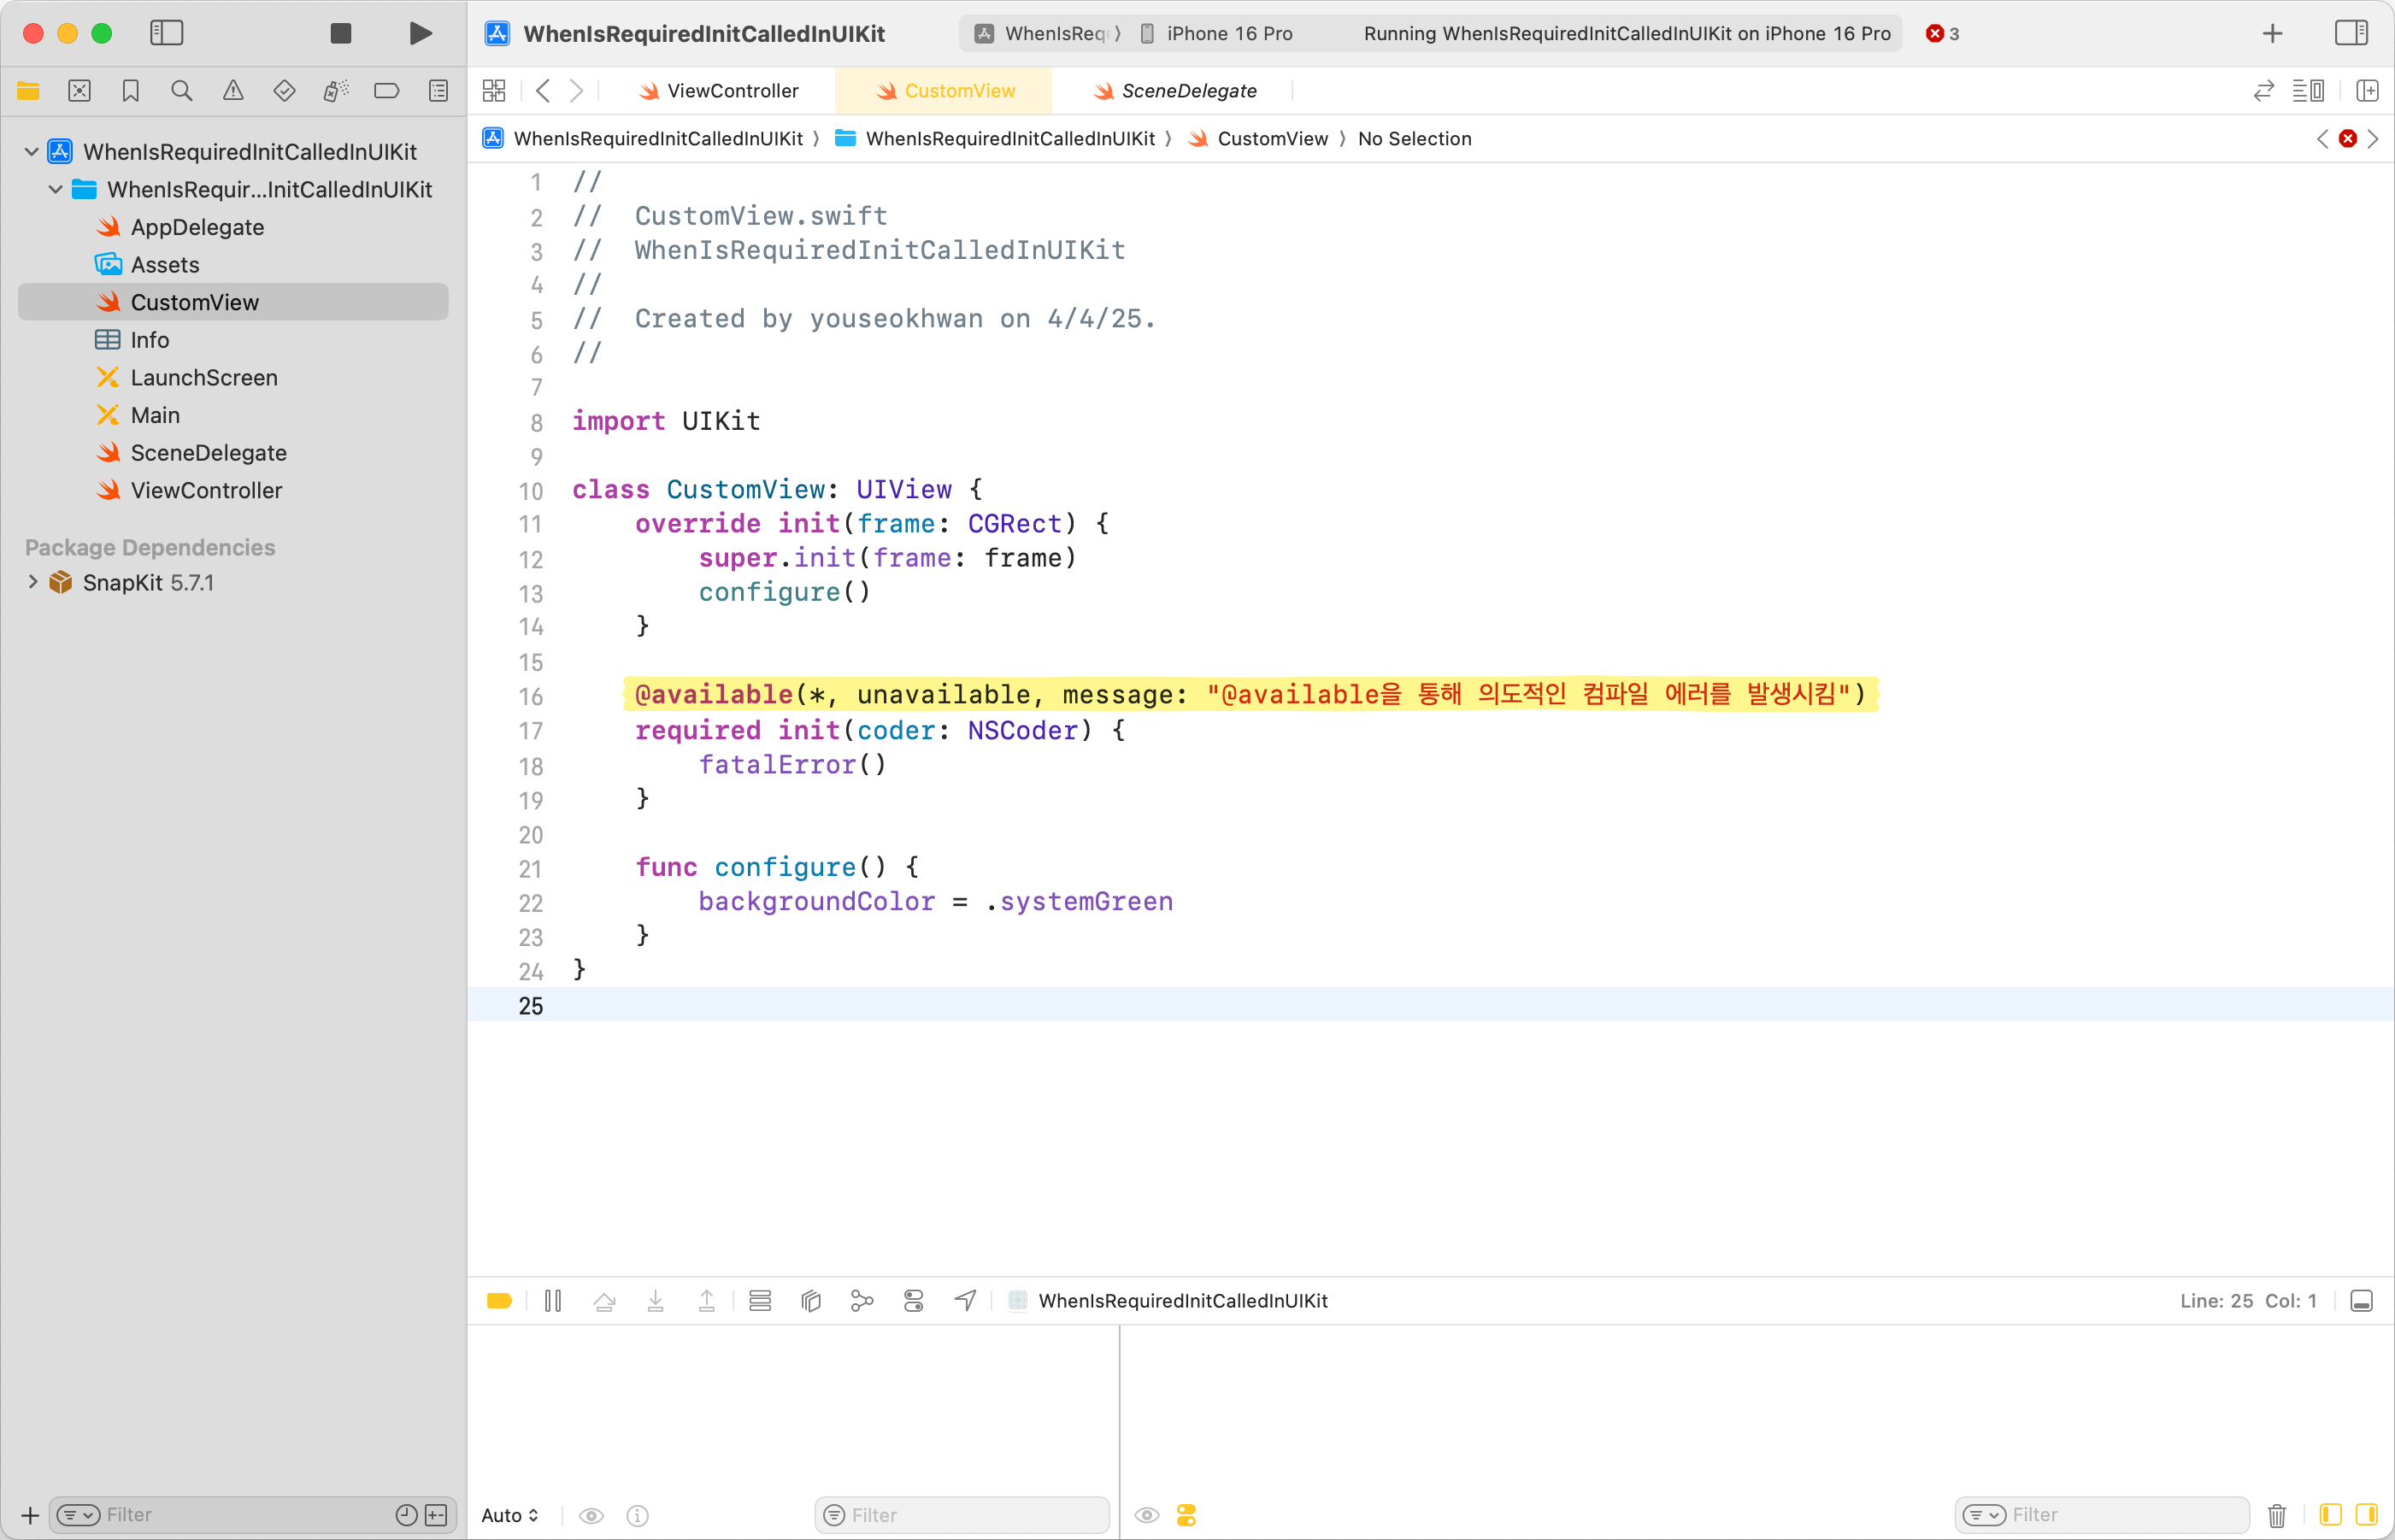 WhenIsRequiredInitCalledInUIKit
WhenIsReq
iPhone 16 Pro
Running WhenIsRequiredInitCalledInUIKit on iPhone 16 Pro
3
ViewController
CustomView
SceneDelegate
WhenIsRequiredInitCalledInUIKit 〉 WhenIsRequiredInitCalledInUIKit 〉 CustomView 〉 No Selection
WhenIsRequiredInitCalledInUIKit
WhenIsRequir...InitCalledInUIKit
AppDelegate
Assets
CustomView
Info
LaunchScreen
Main
SceneDelegate
ViewController
Package Dependencies
SnapKit 5.7.1
1 //
2 //  CustomView.swift
3 //  WhenIsRequiredInitCalledInUIKit
4 //
5 //  Created by youseokhwan on 4/4/25.
6 //
7
8 import UIKit
9
10 class CustomView: UIView {
11     override init(frame: CGRect) {
12         super.init(frame: frame)
13         configure()
14     }
15
16     @available(*, unavailable, message: "@available을 통해 의도적인 컴파일 에러를 발생시킴")
17     required init(coder: NSCoder) {
18         fatalError()
19     }
20
21     func configure() {
22         backgroundColor = .systemGreen
23     }
24 }
25
WhenIsRequiredInitCalledInUIKit
Line: 25 Col: 1
Filter
Auto
Filter
Filter